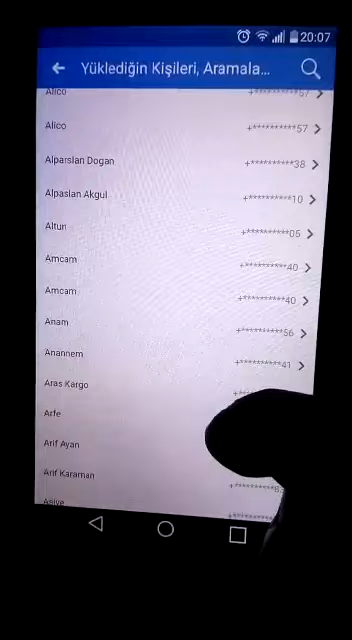 20:07
Yüklediğin Kişileri, Aramala...
Alico +**********57
Alico +**********57
Alparslan Dogan +**********38
Alpaslan Akgul +**********10
Altun +**********05
Amcam +**********40
Amcam +**********40
Anam +**********56
Anannem +**********41
Aras Kargo
Arfe
Arif Ayan
Arif Karaman
Asiye